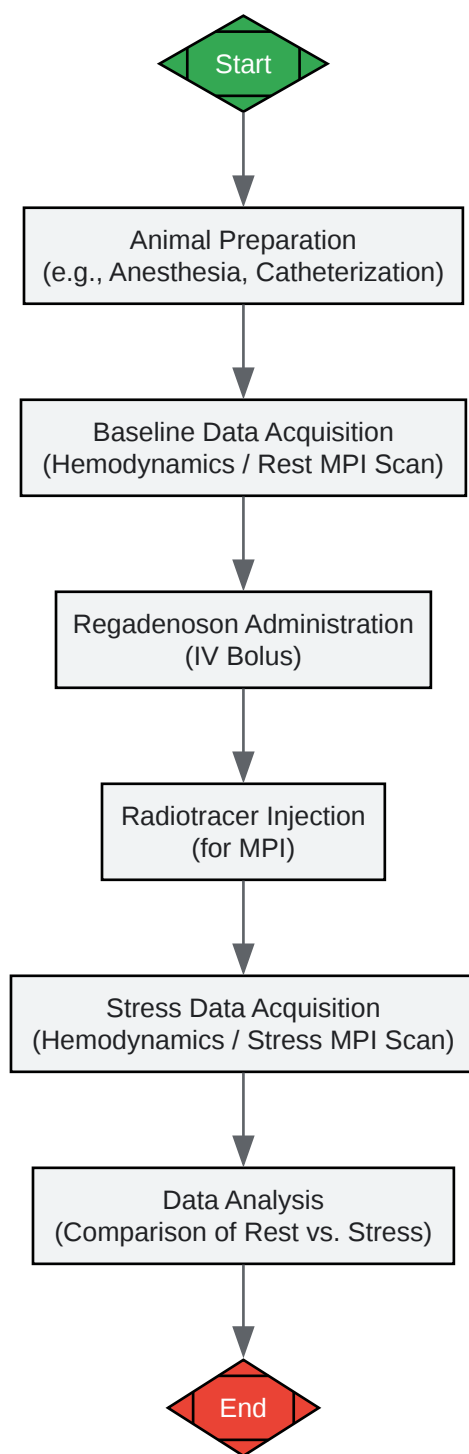 Start
Animal Preparation
(e.g., Anesthesia, Catheterization)
Baseline Data Acquisition
(Hemodynamics / Rest MPI Scan)
Regadenoson Administration
(IV Bolus)
Radiotracer Injection
(for MPI)
Stress Data Acquisition
(Hemodynamics / Stress MPI Scan)
Data Analysis
(Comparison of Rest vs. Stress)
End